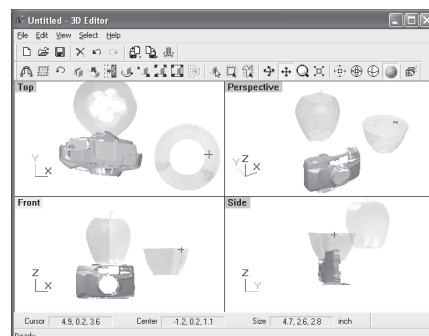 Untitled - 3D Editor
File Edit View Select Help
Top
Perspective
Y
X
Z
Y
X
Front
Side
Z
X
Z
Y
Cursor 4.9, 0.2, 3.6 Center -1.2, 0.2, 1.1 Size 4.7, 2.6, 2.8 inch
Ready